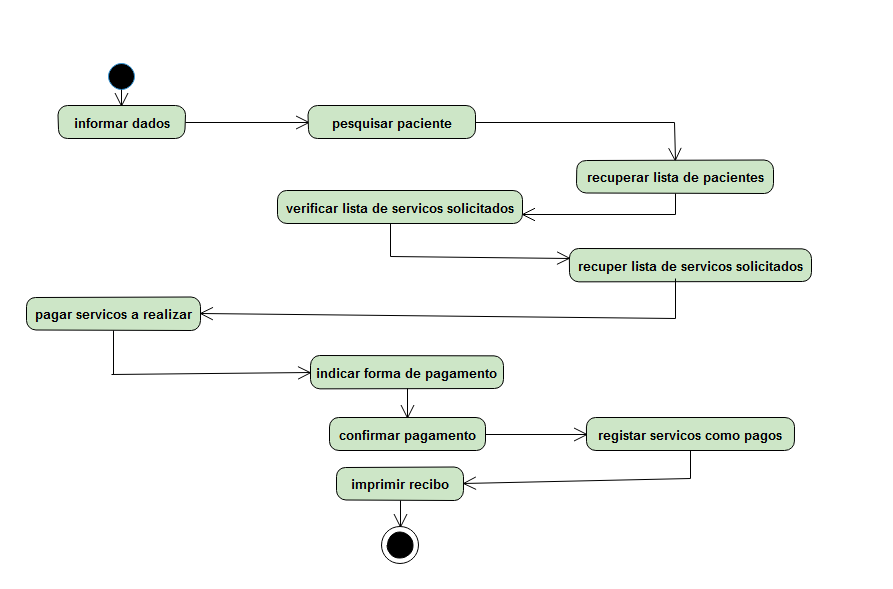 informar dados
pesquisar paciente
recuperar lista de pacientes
verificar lista de servicos solicitados
recuper lista de servicos solicitados
pagar servicos a realizar
indicar forma de pagamento
confirmar pagamento
registar servicos como pagos
imprimir recibo